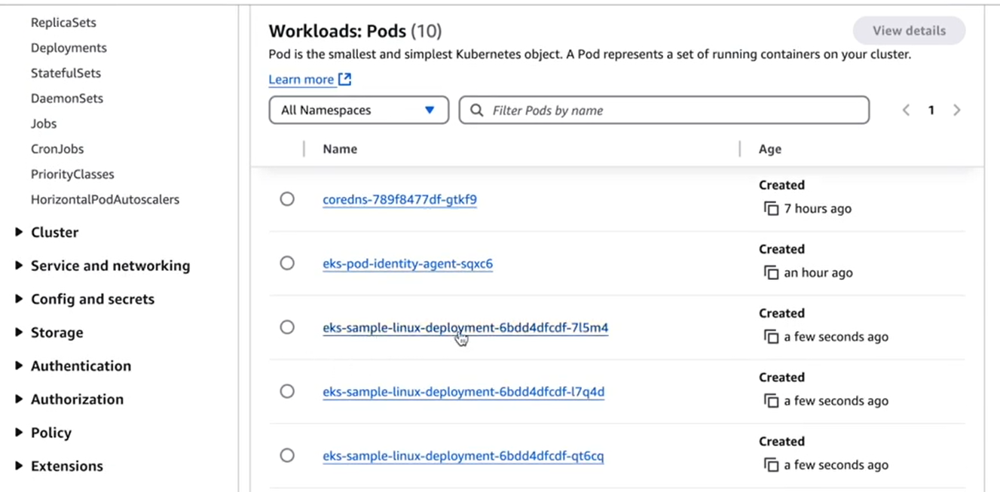 ReplicaSets
Deployments
StatefulSets
DaemonSets
Jobs
CronJobs
PriorityClasses
HorizontalPodAutoscalers
Cluster
Service and networking
Config and secrets
Storage
Authentication
Authorization
Policy
Extensions
Workloads: Pods (10)
View details
Pod is the smallest and simplest Kubernetes object. A Pod represents a set of running containers on your cluster.
Learn more
All Namespaces
Filter Pods by name
1
Name
Age
coredns-789f8477df-gtkf9
Created
7 hours ago
eks-pod-identity-agent-sqxc6
Created
an hour ago
eks-sample-linux-deployment-6bdd4dfcdf-7l5m4
Created
a few seconds ago
eks-sample-linux-deployment-6bdd4dfcdf-l7q4d
Created
a few seconds ago
eks-sample-linux-deployment-6bdd4dfcdf-qt6cq
Created
a few seconds ago